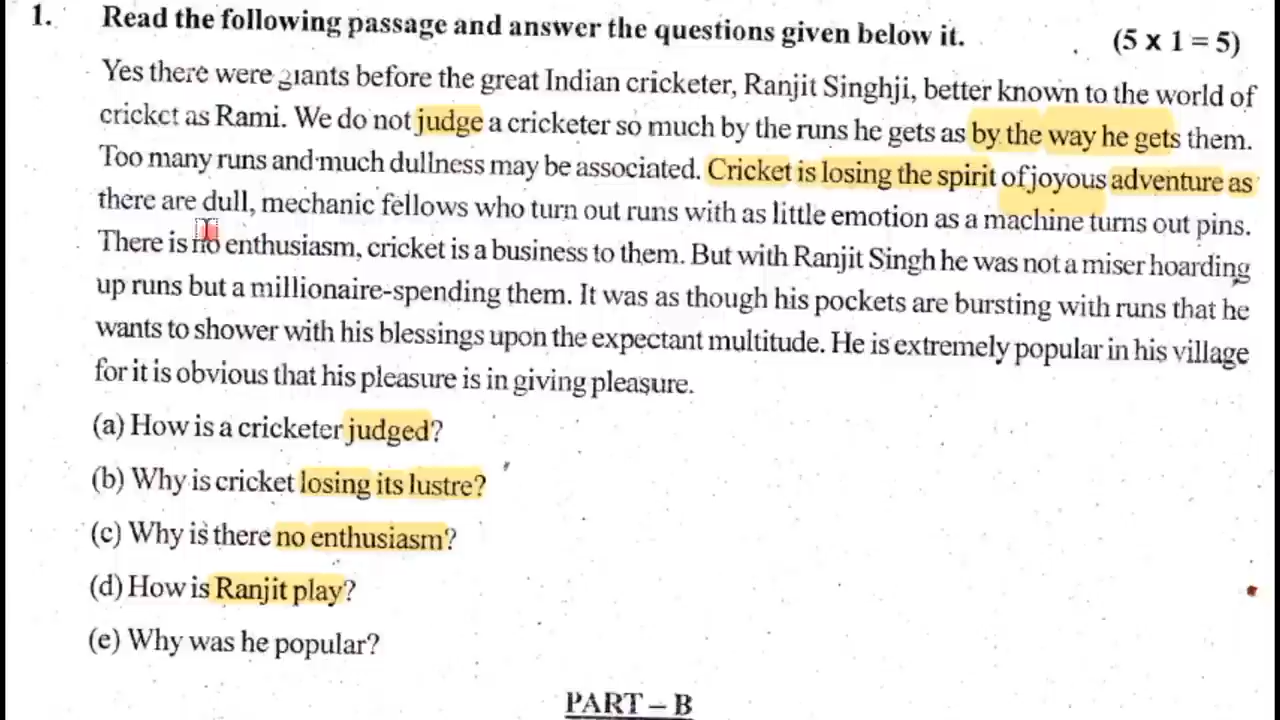 1. Read the following passage and answer the questions given below it. (5 x 1 = 5)
Yes there were giants before the great Indian cricketer, Ranjit Singhji, better known to the world of
cricket as Rami. We do not judge a cricketer so much by the runs he gets as by the way he gets them.
Too many runs and much dullness may be associated. Cricket is losing the spirit of joyous adventure as
there are dull, mechanic fellows who turn out runs with as little emotion as a machine turns out pins.
There is no enthusiasm, cricket is a business to them. But with Ranjit Singh he was not a miser hoarding
up runs but a millionaire-spending them. It was as though his pockets are bursting with runs that he
wants to shower with his blessings upon the expectant multitude. He is extremely popular in his village
for it is obvious that his pleasure is in giving pleasure.
(a) How is a cricketer judged?
(b) Why is cricket losing its lustre?
(c) Why is there no enthusiasm?
(d) How is Ranjit play?
(e) Why was he popular?
PART – B